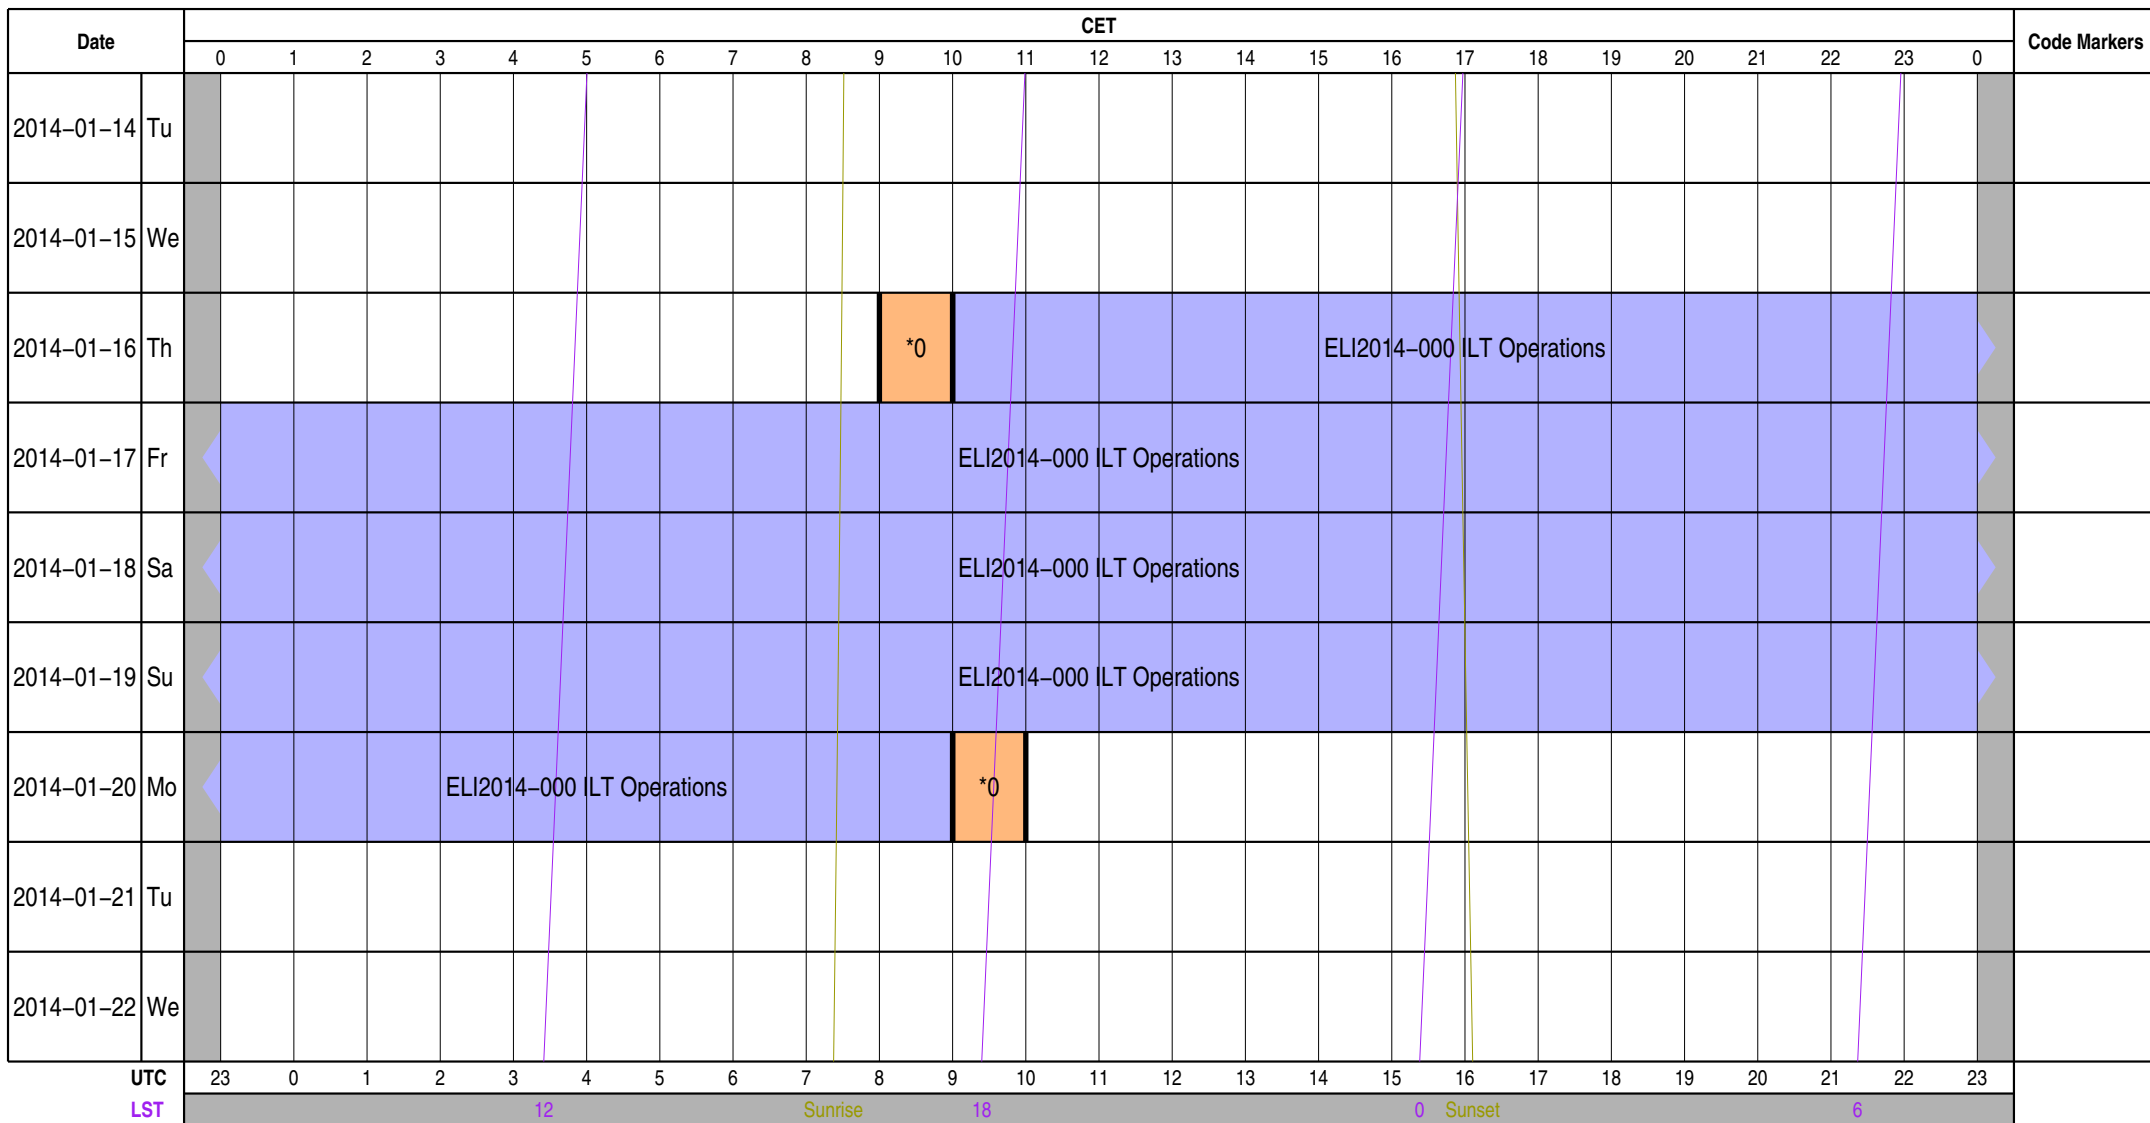 Date CET Code Markers
0 1 2 3 4 5 6 7 8 9 10 11 12 13 14 15 16 17 18 19 20 21 22 23 0
2014−01−14 Tu
2014−01−15 We
2014−01−16 Th *0 ELI2014−000 ILT Operations
2014−01−17 Fr ELI2014−000 ILT Operations
2014−01−18 Sa ELI2014−000 ILT Operations
2014−01−19 Su ELI2014−000 ILT Operations
2014−01−20 Mo ELI2014−000 ILT Operations *0
2014−01−21 Tu
2014−01−22 We
UTC 23 0 1 2 3 4 5 6 7 8 9 10 11 12 13 14 15 16 17 18 19 20 21 22 23
LST 12 Sunrise 18 0 Sunset 6